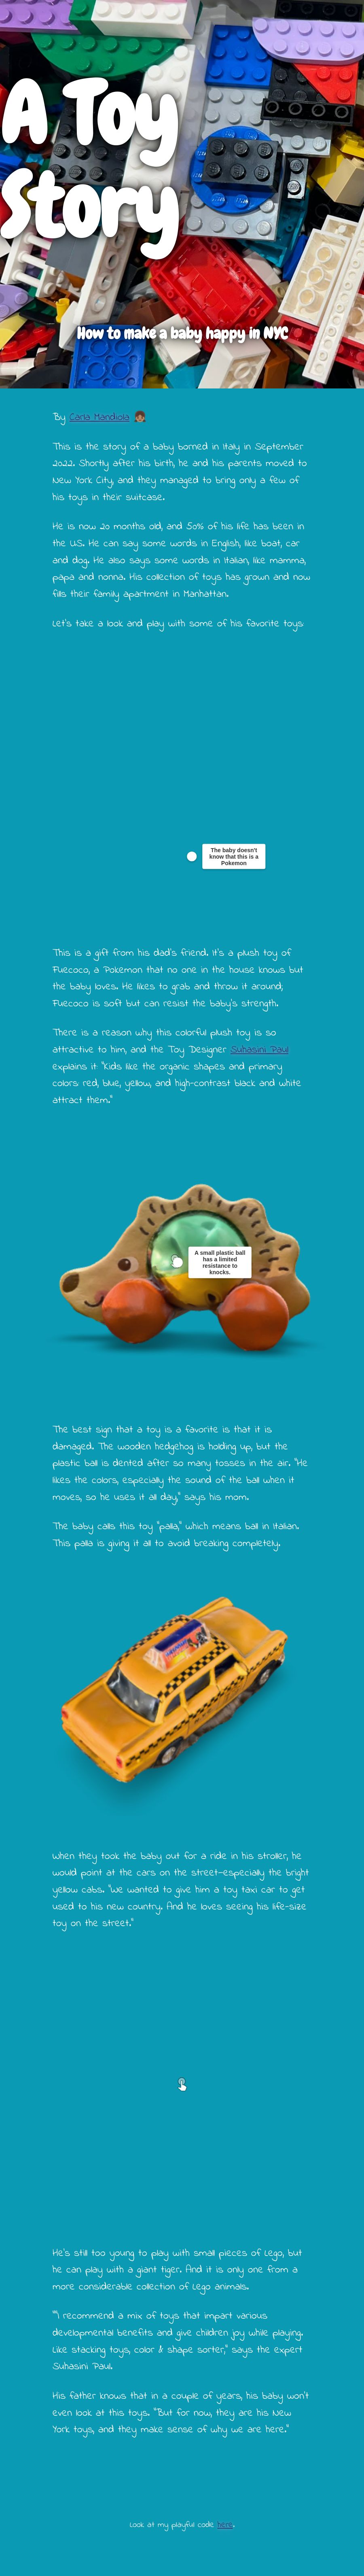 A Toy
Story
How to make a baby happy in NYC
By Carla Mandiola 👧🏽
This is the story of a baby borned in Italy in September
2022. Shortly after his birth, he and his parents moved to
New York City, and they managed to bring only a few of
his toys in their suitcase.
He is now 20 months old, and 50% of his life has been in
the U.S. He can say some words in English, like boat, car
and dog. He also says some words in Italian, like mamma,
papa and nonna. His collection of toys has grown and now
fills their family apartment in Manhattan.
Let's take a look and play with some of his favorite toys:
The baby doesn't
know that this is a
Pokemon
This is a gift from his dad's friend. It's a plush toy of
Fuecoco, a Pokemon that no one in the house knows but
the baby loves. He likes to grab and throw it around;
Fuecoco is soft but can resist the baby's strength.
There is a reason why this colorful plush toy is so
attractive to him, and the Toy Designer Suhasini Paul
explains it "Kids like the organic shapes and primary
colors: red, blue, yellow, and high-contrast black and white
attract them."
A small plastic ball
has a limited
resistance to
knocks.
The best sign that a toy is a favorite is that it is
damaged. The wooden hedgehog is holding up, but the
plastic ball is dented after so many tosses in the air. "He
likes the colors, especially the sound of the ball when it
moves, so he uses it all day," says his mom.
The baby calls this toy "palla," which means ball in Italian.
This palla is giving it all to avoid breaking completely.
When they took the baby out for a ride in his stroller, he
would point at the cars on the street—especially the bright
yellow cabs. "We wanted to give him a toy taxi car to get
used to his new country. And he loves seeing his life-size
toy on the street."
He's still too young to play with small pieces of Lego, but
he can play with a giant tiger. And it is only one from a
more considerable collection of Lego animals.
"I recommend a mix of toys that impart various
developmental benefits and give children joy while playing.
Like stacking toys, color & shape sorter," says the expert
Suhasini Paul.
His father knows that in a couple of years, his baby won't
even look at this toys. "But for now, they are his New
York toys, and they make sense of why we are here."
Look at my playful code here.